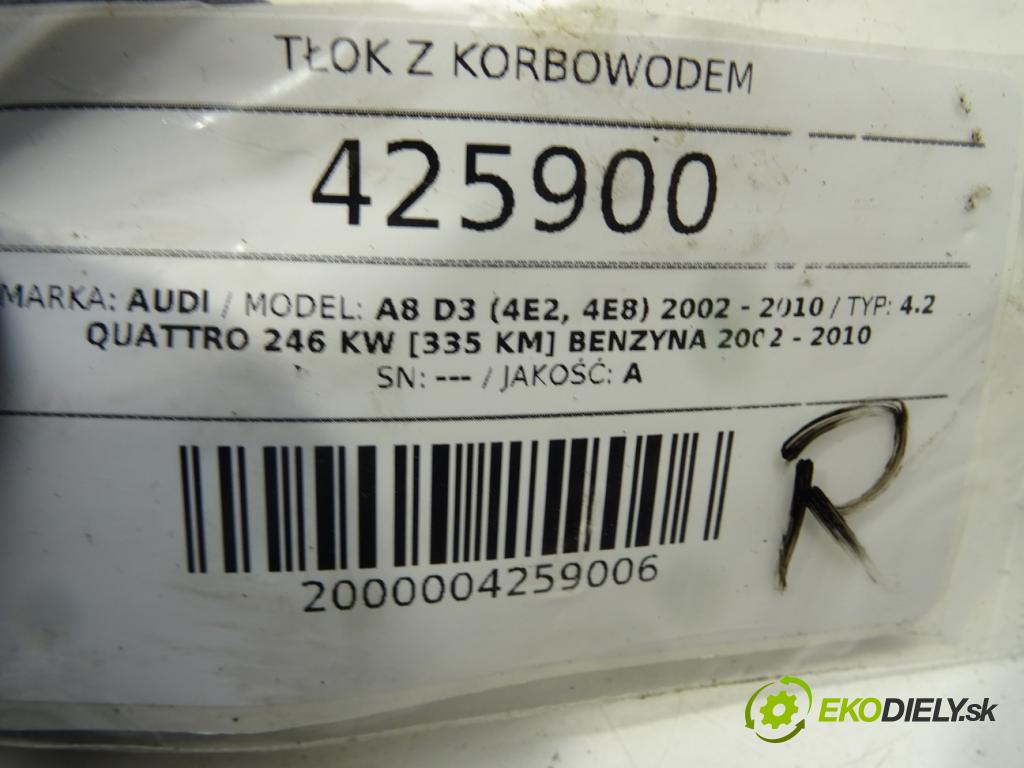 TŁOK Z KORBOWODEM
425900
MARKA: AUDI / MODEL: A8 D3 (4E2, 4E8) 2002 - 2010 / TYP: 4.2
QUATTRO 246 KW [335 KM] BENZYNA 2002 - 2010
SN: --- / JAKOŚĆ: A
R
2000004259006
EKODIELY.sk